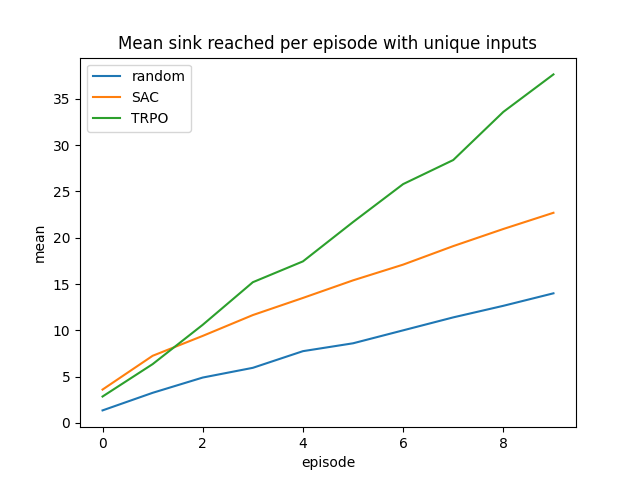 Mean sink reached per episode with unique inputs
random
SAC
TRPO
35
30
25
20
15
10
5
0
mean
0 2 4 6 8
episode